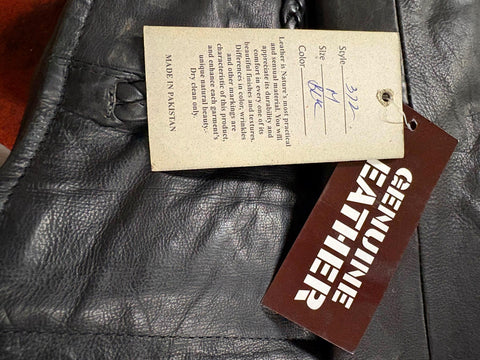 Style 372
Size M
Color BLK
Leather is Nature's most practical
and sensual material. You will
appreciate its durability and
comfort in every one of its
beautiful finishes and textures.
Differences in color, wrinkles
and other markings are
characteristic of this product,
and enhance each garment's
unique natural beauty.
Dry clean only.
MADE IN PAKISTAN
GENUINE
LEATHER